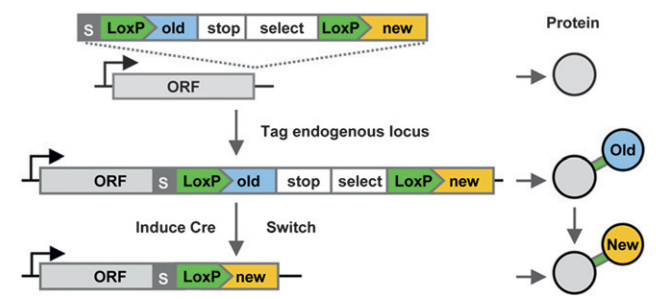 S LoxP old stop select LoxP new
Protein
ORF
Tag endogenous locus
Old
ORF S LoxP old stop select LoxP new
Induce Cre Switch
New
ORF S LoxP new